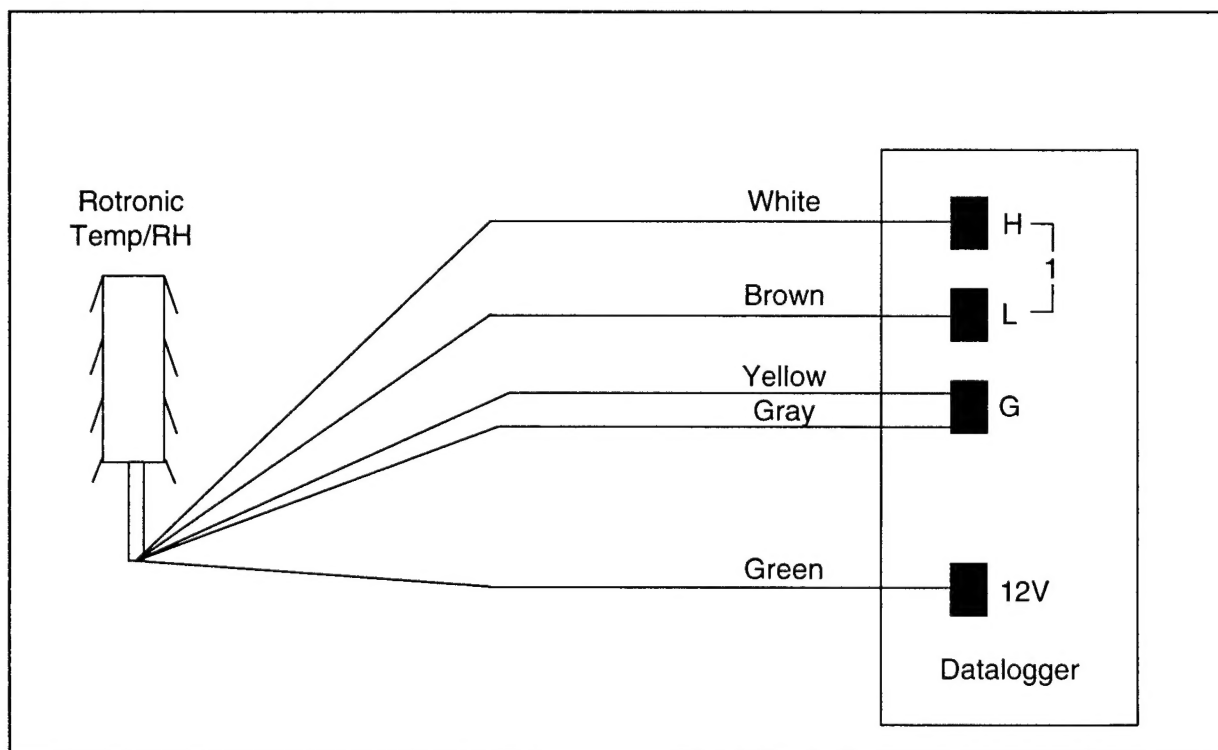 Rotronic
Temp/RH
White
H
1
Brown
L
Yellow
G
Gray
Green
12V
Datalogger